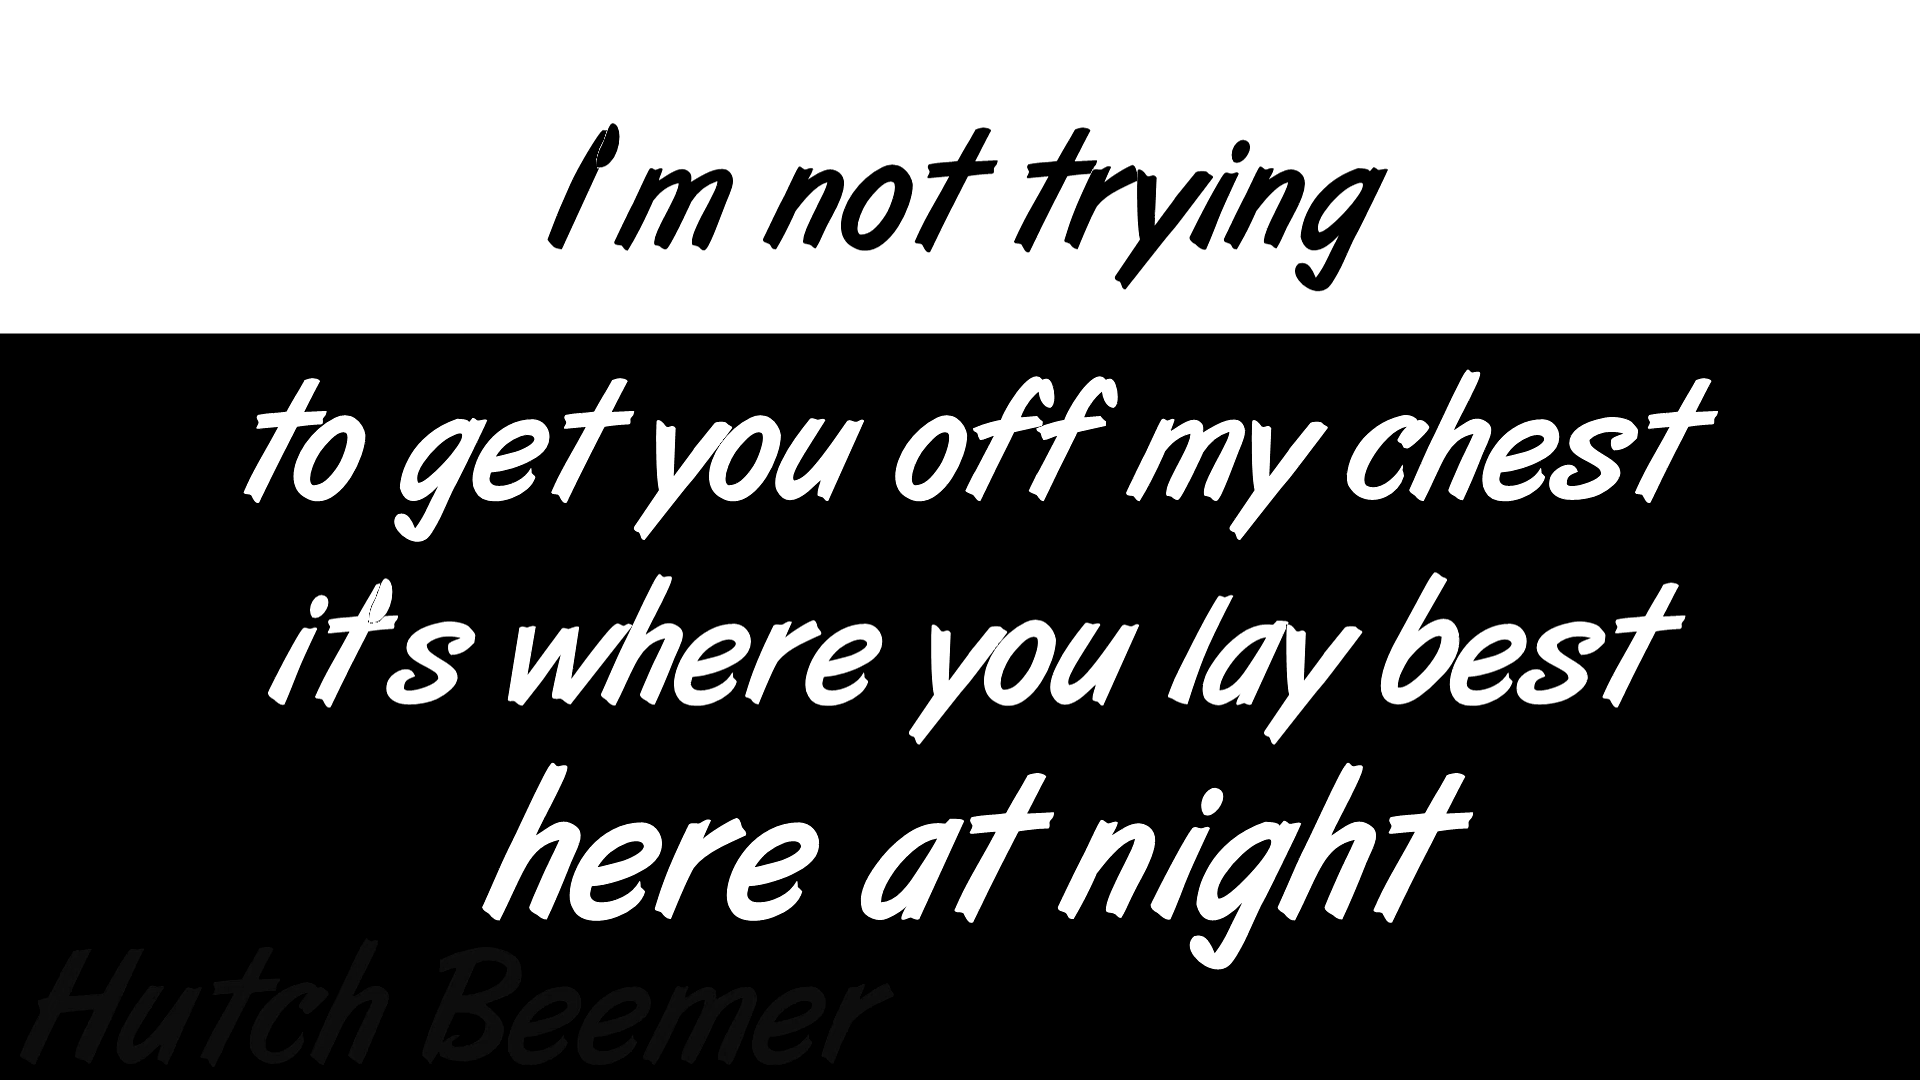 I'm not trying
to get you off my chest
it's where you lay best
here at night
Hutch Beemer